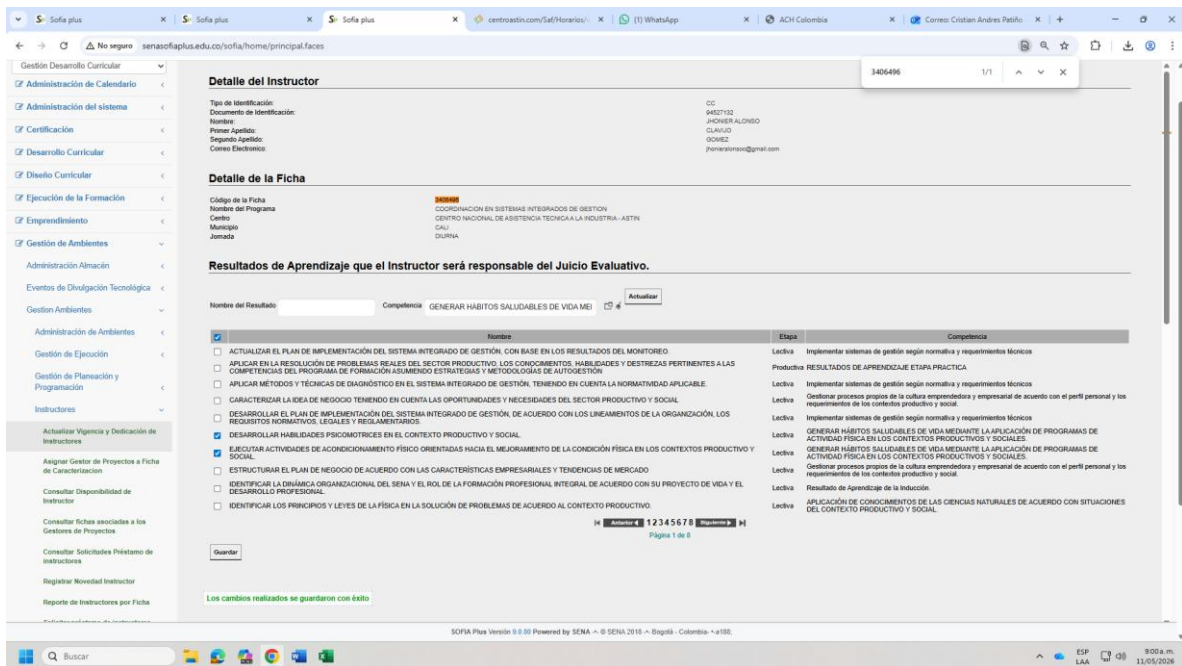 Sofia plus
Sofia plus
Sofia plus
centroastin.com/Saf/Horarios/
(1) WhatsApp
ACH Colombia
Correo: Cristian Andres Patiño
No seguro senasofiaplus.edu.co/sofia/home/principal.faces
3406496 1/1
Gestión Desarrollo Curricular
Administración de Calendario
Administración del sistema
Certificación
Desarrollo Curricular
Diseño Curricular
Ejecución de la Formación
Emprendimiento
Gestión de Ambientes
Administración Almacén
Eventos de Divulgación Tecnológica
Gestion Ambientes
Administración de Ambientes
Gestión de Ejecución
Gestión de Planeación y
Programación
Instructores
Actualizar Vigencia y Dedicación de
Instructores
Asignar Gestor de Proyectos a Ficha
de Caracterizacion
Consultar Disponibilidad de
Instructor
Consultar fichas asociadas a los
Gestores de Proyectos
Consultar Solicitudes Préstamo de
instructores
Registrar Novedad Instructor
Reporte de Instructores por Ficha
Detalle del Instructor
Tipo de Identificación: CC
Documento de Identificación: 94527132
Nombre: JHONIER ALONSO
Primer Apellido: CLAVIJO
Segundo Apellido: GOMEZ
Correo Electronico: jhonieralonsoc@gmail.com
Detalle de la Ficha
Código de la Ficha 3406496
Nombre del Programa COORDINACION EN SISTEMAS INTEGRADOS DE GESTION
Centro CENTRO NACIONAL DE ASISTENCIA TECNICA A LA INDUSTRIA - ASTIN
Municipio CALI
Jornada DIURNA
Resultados de Aprendizaje que el Instructor será responsable del Juicio Evaluativo.
Nombre del Resultado Competencia GENERAR HÁBITOS SALUDABLES DE VIDA MEI Actualizar
Nombre Etapa Competencia
ACTUALIZAR EL PLAN DE IMPLEMENTACIÓN DEL SISTEMA INTEGRADO DE GESTIÓN, CON BASE EN LOS RESULTADOS DEL MONITOREO. Lectiva Implementar sistemas de gestión según normativa y requerimientos técnicos
APLICAR EN LA RESOLUCIÓN DE PROBLEMAS REALES DEL SECTOR PRODUCTIVO, LOS CONOCIMIENTOS, HABILIDADES Y DESTREZAS PERTINENTES A LAS
COMPETENCIAS DEL PROGRAMA DE FORMACIÓN ASUMIENDO ESTRATEGIAS Y METODOLOGÍAS DE AUTOGESTIÓN Productiva RESULTADOS DE APRENDIZAJE ETAPA PRACTICA
APLICAR MÉTODOS Y TÉCNICAS DE DIAGNÓSTICO EN EL SISTEMA INTEGRADO DE GESTIÓN, TENIENDO EN CUENTA LA NORMATIVIDAD APLICABLE. Lectiva Implementar sistemas de gestión según normativa y requerimientos técnicos
CARACTERIZAR LA IDEA DE NEGOCIO TENIENDO EN CUENTA LAS OPORTUNIDADES Y NECESIDADES DEL SECTOR PRODUCTIVO Y SOCIAL. Lectiva Gestionar procesos propios de la cultura emprendedora y empresarial de acuerdo con el perfil personal y los
requerimientos de los contextos productivo y social.
DESARROLLAR EL PLAN DE IMPLEMENTACIÓN DEL SISTEMA INTEGRADO DE GESTIÓN, DE ACUERDO CON LOS LINEAMIENTOS DE LA ORGANIZACIÓN, LOS
REQUISITOS NORMATIVOS, LEGALES Y REGLAMENTARIOS. Lectiva Implementar sistemas de gestión según normativa y requerimientos técnicos
DESARROLLAR HABILIDADES PSICOMOTRICES EN EL CONTEXTO PRODUCTIVO Y SOCIAL. Lectiva GENERAR HÁBITOS SALUDABLES DE VIDA MEDIANTE LA APLICACIÓN DE PROGRAMAS DE
ACTIVIDAD FÍSICA EN LOS CONTEXTOS PRODUCTIVOS Y SOCIALES.
EJECUTAR ACTIVIDADES DE ACONDICIONAMIENTO FÍSICO ORIENTADAS HACIA EL MEJORAMIENTO DE LA CONDICIÓN FÍSICA EN LOS CONTEXTOS PRODUCTIVO Y
SOCIAL. Lectiva GENERAR HÁBITOS SALUDABLES DE VIDA MEDIANTE LA APLICACIÓN DE PROGRAMAS DE
ACTIVIDAD FÍSICA EN LOS CONTEXTOS PRODUCTIVOS Y SOCIALES.
ESTRUCTURAR EL PLAN DE NEGOCIO DE ACUERDO CON LAS CARACTERÍSTICAS EMPRESARIALES Y TENDENCIAS DE MERCADO Lectiva Gestionar procesos propios de la cultura emprendedora y empresarial de acuerdo con el perfil personal y los
requerimientos de los contextos productivo y social.
IDENTIFICAR LA DINÁMICA ORGANIZACIONAL DEL SENA Y EL ROL DE LA FORMACIÓN PROFESIONAL INTEGRAL DE ACUERDO CON SU PROYECTO DE VIDA Y EL
DESARROLLO PROFESIONAL. Lectiva Resultado de Aprendizaje de la Inducción.
IDENTIFICAR LOS PRINCIPIOS Y LEYES DE LA FÍSICA EN LA SOLUCIÓN DE PROBLEMAS DE ACUERDO AL CONTEXTO PRODUCTIVO. Lectiva APLICACIÓN DE CONOCIMIENTOS DE LAS CIENCIAS NATURALES DE ACUERDO CON SITUACIONES
DEL CONTEXTO PRODUCTIVO Y SOCIAL.
Anterior 1 2 3 4 5 6 7 8 Siguiente
Página 1 de 8
Guardar
Los cambios realizados se guardaron con éxito
SOFIA Plus Versión 9.0.00 Powered by SENA -^- © SENA 2018 -^- Bogotá - Colombia-
Buscar
ESP
LAA
9:00 a.m.
11/05/2026